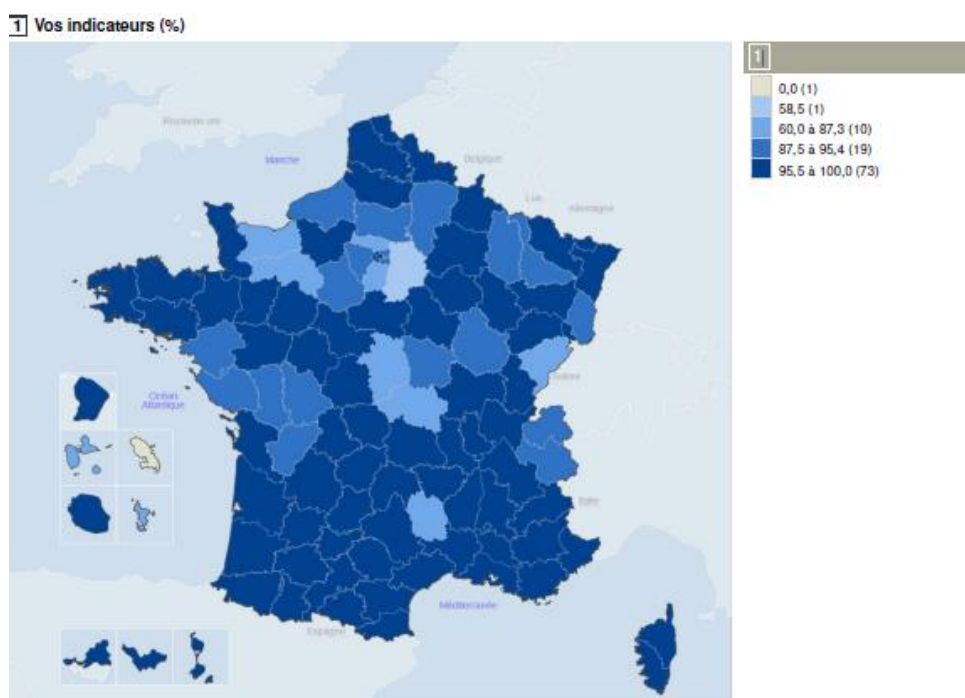 1 Vos indicateurs (%)
1
0,0 (1)
58,5 (1)
60,0 à 87,3 (10)
87,5 à 95,4 (19)
95,5 à 100,0 (73)
Royaume-uni
Manche
Belgique
Lux
Allemagne
Suisse
Océan
Atlantique
Italie
Méditerranée
Espagne